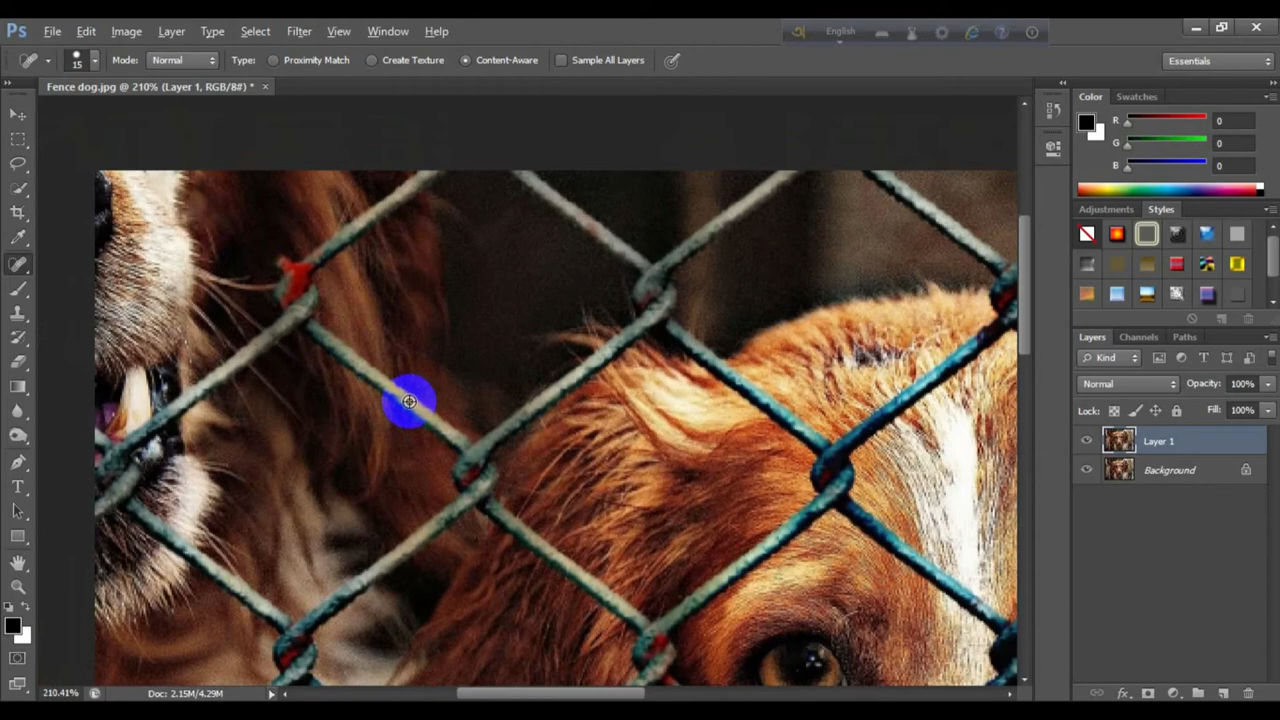 Ps File Edit Image Layer Type Select Filter View Window Help
English
15 Mode: Normal Type: Proximity Match Create Texture Content-Aware Sample All Layers Essentials
Fence dog.jpg @ 210% (Layer 1, RGB/8#) * ×
Color Swatches
R 0
G 0
B 0
Adjustments Styles
Layers Channels Paths
Kind
Normal Opacity: 100%
Lock: Fill: 100%
Layer 1
Background
210.41% Doc: 2.15M/4.29M